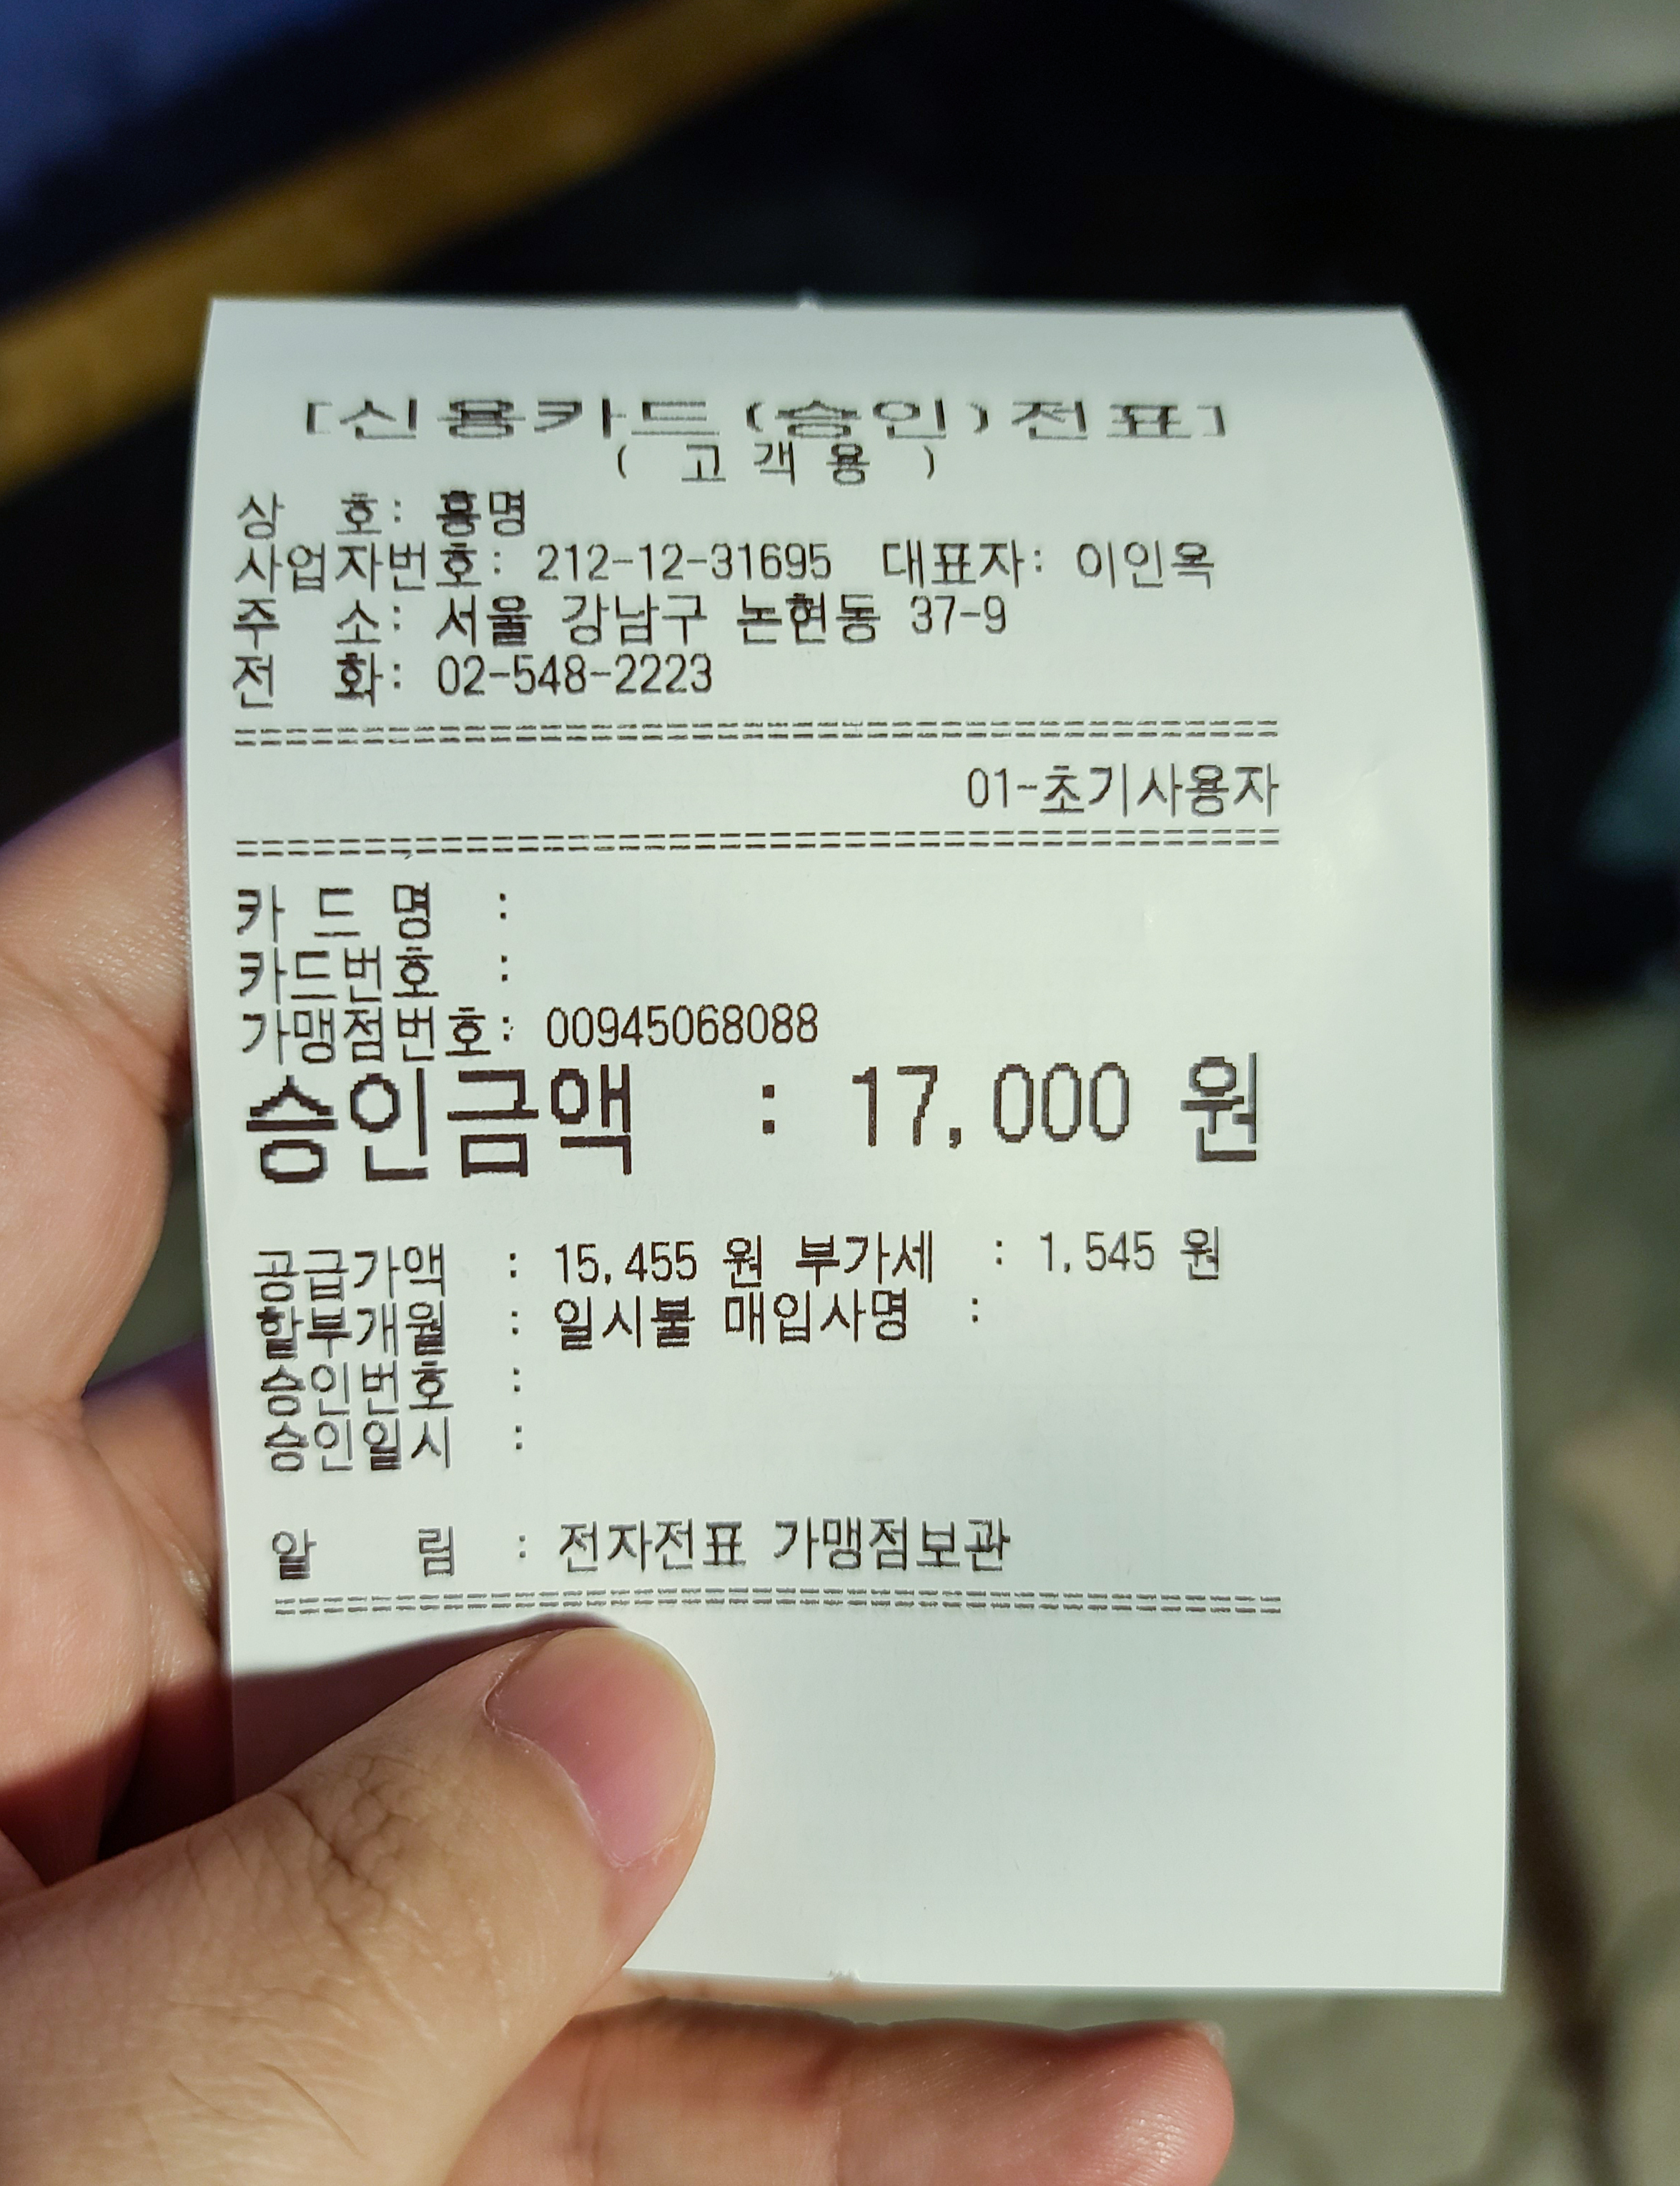 [신용카드(승인)전표]
( 고 객 용 )
상 호: 홍명
사업자번호: 212-12-31695 대표자: 이인옥
주 소: 서울 강남구 논현동 37-9
전 화: 02-548-2223
=========================================
01-초기사용자
=========================================
카 드 명 :
카드번호 :
가맹점번호: 00945068088
승인금액 : 17,000 원
공급가액 : 15,455 원 부가세 : 1,545 원
할부개월 : 일시불 매입사명 :
승인번호 :
승인일시 :
알 림 : 전자전표 가맹점보관
=========================================